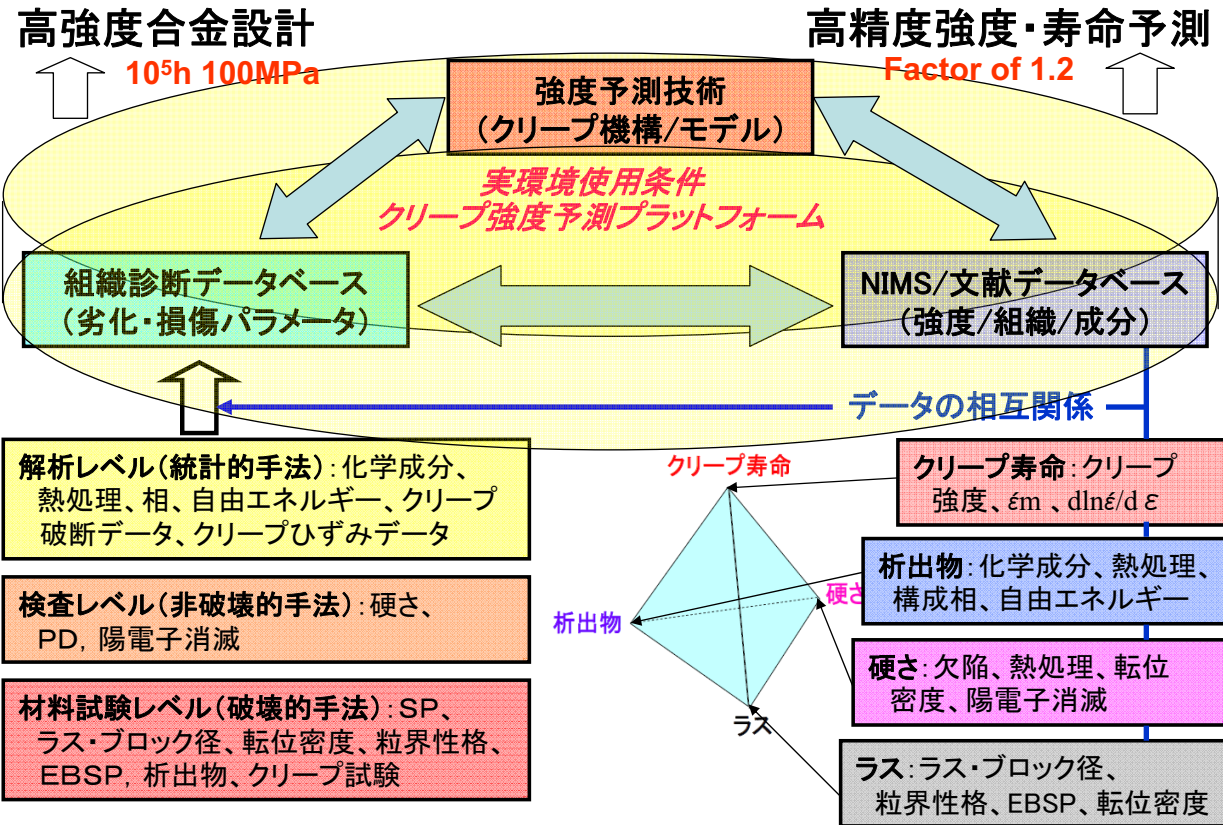 高強度合金設計
10⁵h 100MPa
高精度強度・寿命予測
Factor of 1.2
強度予測技術
（クリープ機構/モデル）
実環境使用条件
クリープ強度予測プラットフォーム
組織診断データベース
（劣化・損傷パラメータ）
NIMS/文献データベース
（強度/組織/成分）
データの相互関係
解析レベル（統計的手法）：化学成分、
熱処理、相、自由エネルギー、クリープ
破断データ、クリープひずみデータ
検査レベル（非破壊的手法）：硬さ、
PD，陽電子消滅
材料試験レベル（破壊的手法）：SP、
ラス・ブロック径、転位密度、粒界性格、
EBSP，析出物、クリープ試験
クリープ寿命
析出物
硬さ
ラス
クリープ寿命：クリープ
強度、έm 、dlnέ/dε
析出物：化学成分、熱処理、
構成相、自由エネルギー
硬さ：欠陥、熱処理、転位
密度、陽電子消滅
ラス：ラス・ブロック径、
粒界性格、EBSP、転位密度